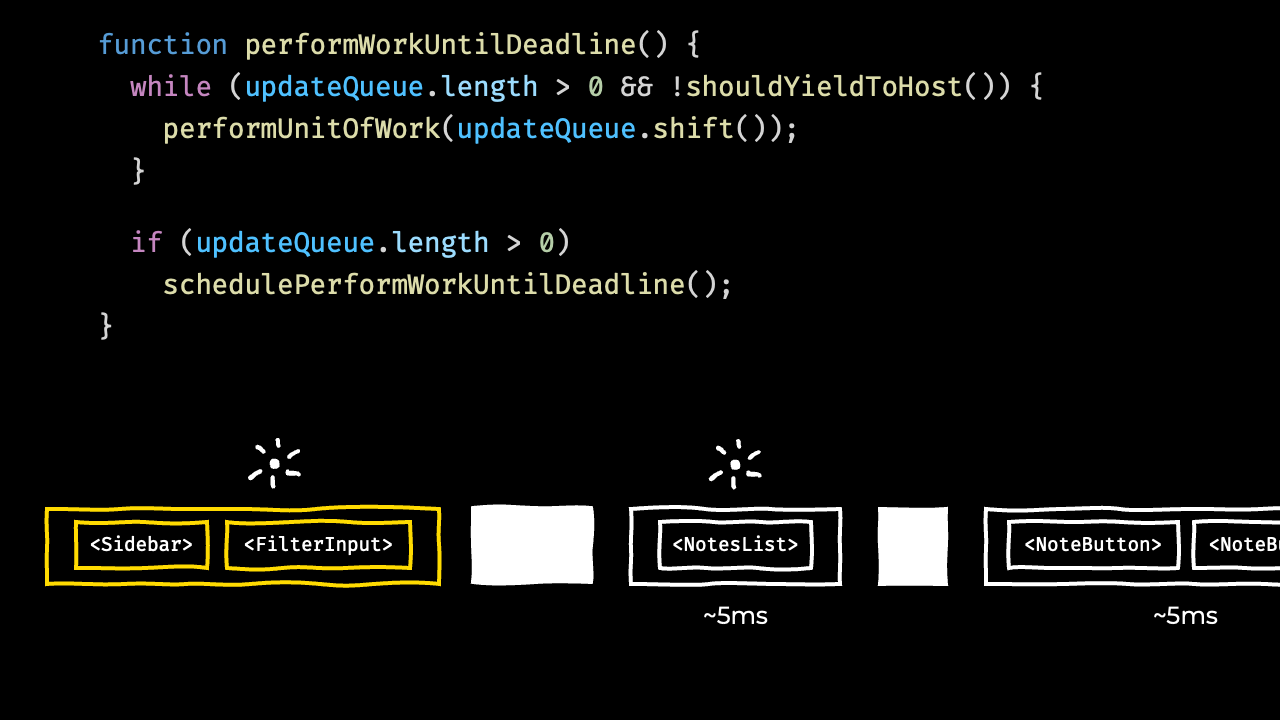 function performWorkUntilDeadline() {
  while (updateQueue.length > 0 && !shouldYieldToHost()) {
    performUnitOfWork(updateQueue.shift());
  }
  if (updateQueue.length > 0)
    schedulePerformWorkUntilDeadline();
}
<Sidebar> <FilterInput> <NotesList> <NoteButton> <NoteBu
~5ms ~5ms